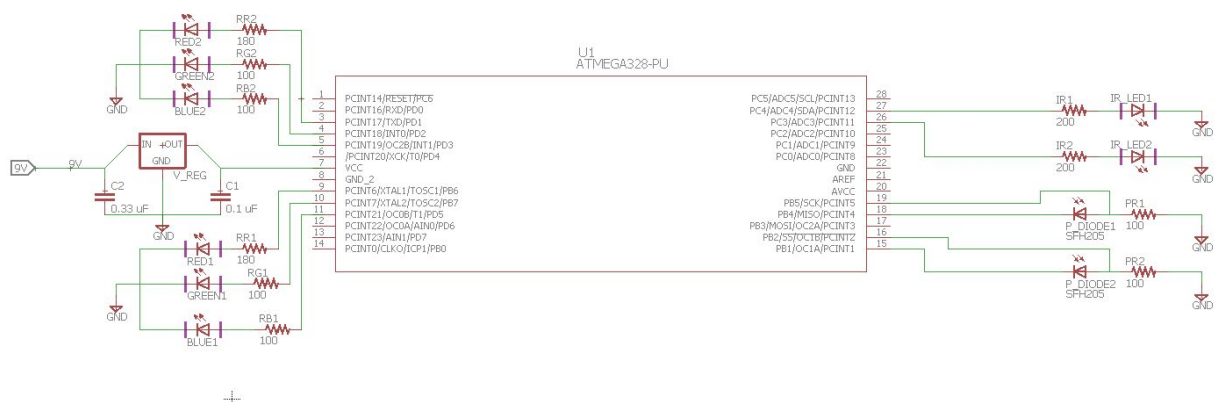 RR2
180
RED2
RG2
100
GREEN2
RB2
100
BLUE2
GND
U1
ATMEGA328-PU
1 PCINT14/RESET/PC6
2 PCINT16/RXD/PD0
3 PCINT17/TXD/PD1
4 PCINT18/INT0/PD2
5 PCINT19/OC2B/INT1/PD3
6 /PCINT20/XCK/T0/PD4
7 VCC
8 GND_2
9 PCINT6/XTAL1/TOSC1/PB6
10 PCINT7/XTAL2/TOSC2/PB7
11 PCINT21/OC0B/T1/PD5
12 PCINT22/OC0A/AIN0/PD6
13 PCINT23/AIN1/PD7
14 PCINT0/CLKO/ICP1/PB0
PC5/ADC5/SCL/PCINT13 28
PC4/ADC4/SDA/PCINT12 27
PC3/ADC3/PCINT11 26
PC2/ADC2/PCINT10 25
PC1/ADC1/PCINT9 24
PC0/ADC0/PCINT8 23
GND 22
AREF 21
AVCC 20
PB5/SCK/PCINT5 19
PB4/MISO/PCINT4 18
PB3/MOSI/OC2A/PCINT3 17
PB2/SS/OC1B/PCINT2 16
PB1/OC1A/PCINT1 15
9V
9V
IN +OUT
GND
V_REG
C2
0.33 uF
C1
0.1 uF
GND
RR1
180
RED1
RG1
100
GREEN1
GND
RB1
100
BLUE1
IR1
200
IR_LED1
GND
IR2
200
IR_LED2
GND
P_DIODE1
SFH205
PR1
100
GND
P_DIODE2
SFH205
PR2
100
GND